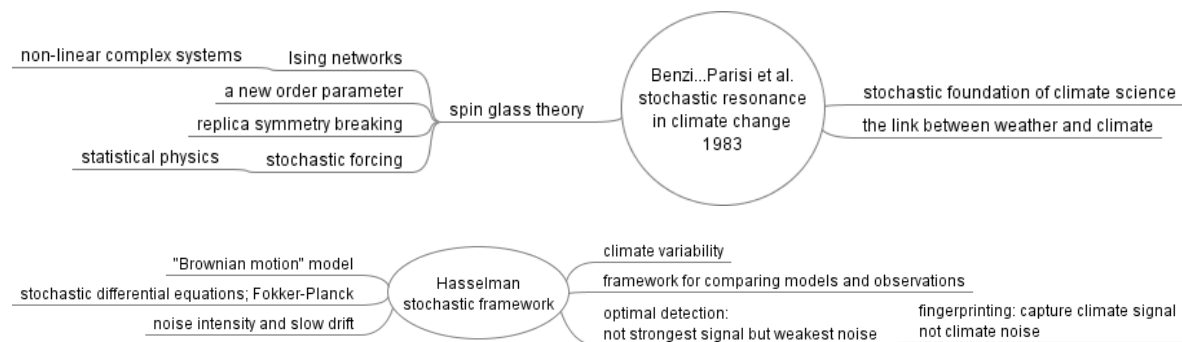 non-linear complex systems
Ising networks
a new order parameter
replica symmetry breaking
statistical physics
stochastic forcing
spin glass theory
Benzi...Parisi et al.
stochastic resonance
in climate change
1983
stochastic foundation of climate science
the link between weather and climate
"Brownian motion" model
stochastic differential equations; Fokker-Planck
noise intensity and slow drift
Hasselman
stochastic framework
climate variability
framework for comparing models and observations
optimal detection:
not strongest signal but weakest noise
fingerprinting: capture climate signal
not climate noise